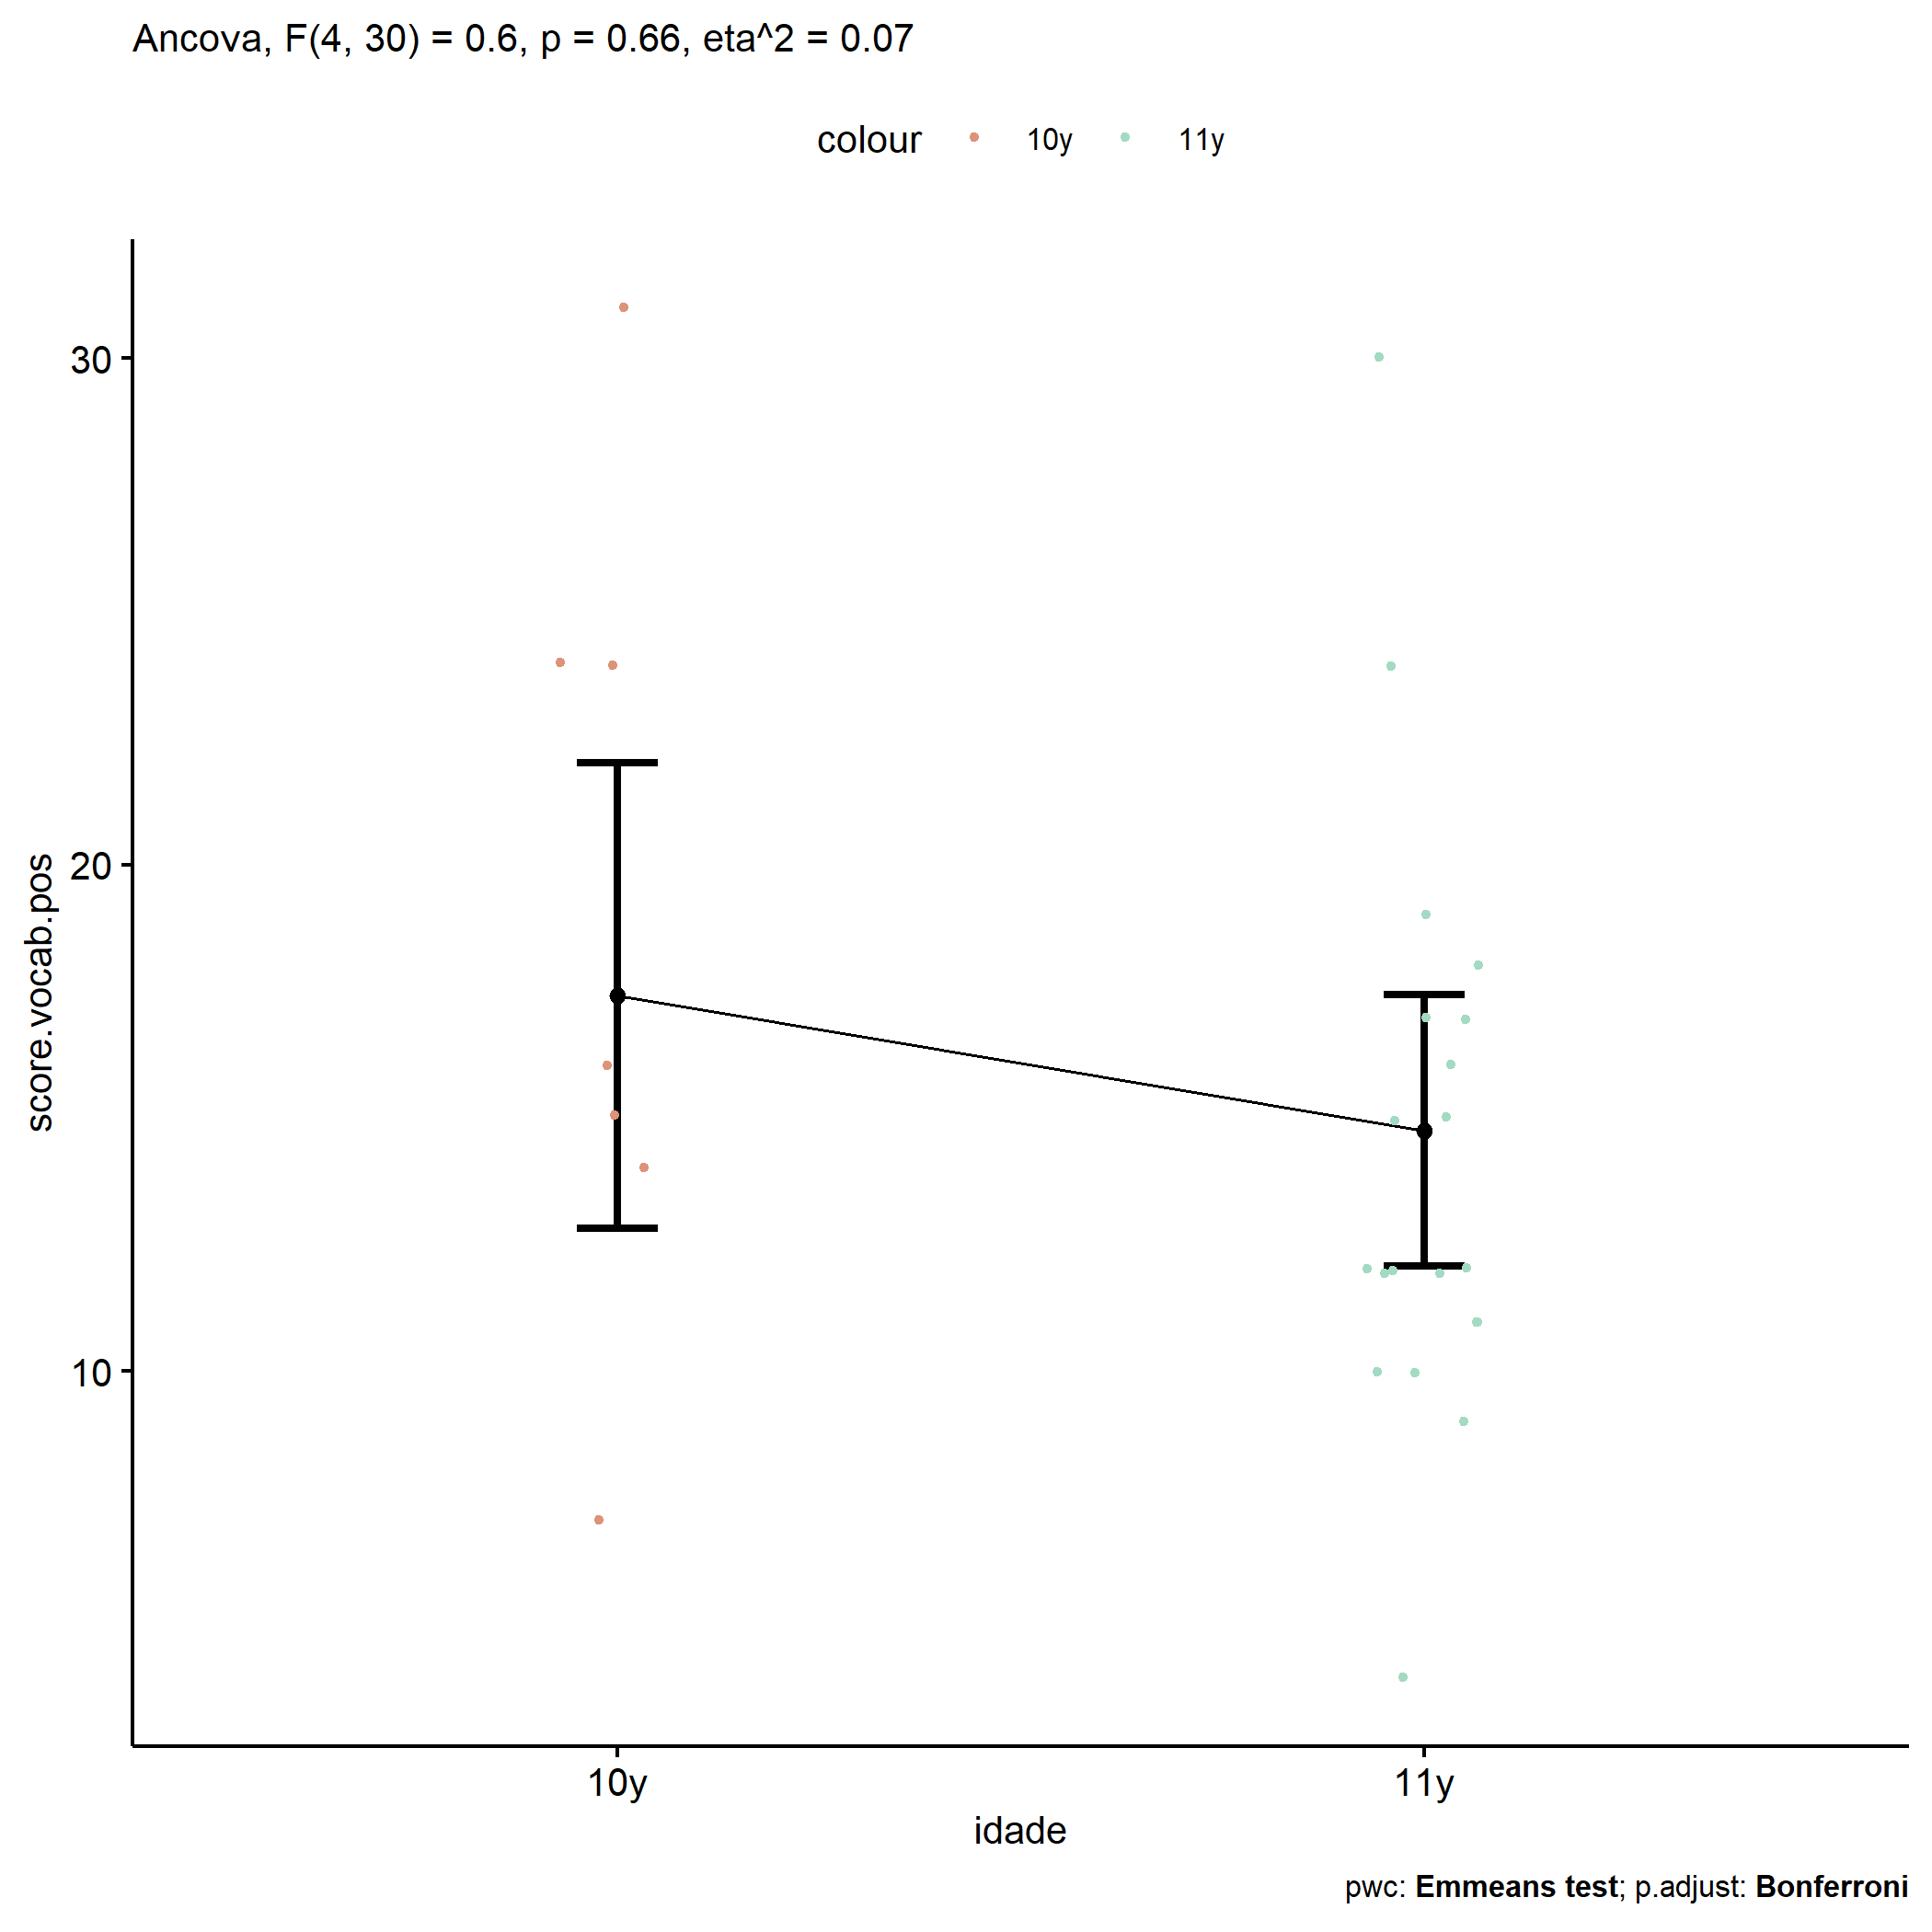 Ancova, F(4, 30) = 0.6, p = 0.66, eta^2 = 0.07
colour 10y 11y
30
20
10
score.vocab.pos
10y 11y
idade
pwc: Emmeans test; p.adjust: Bonferroni